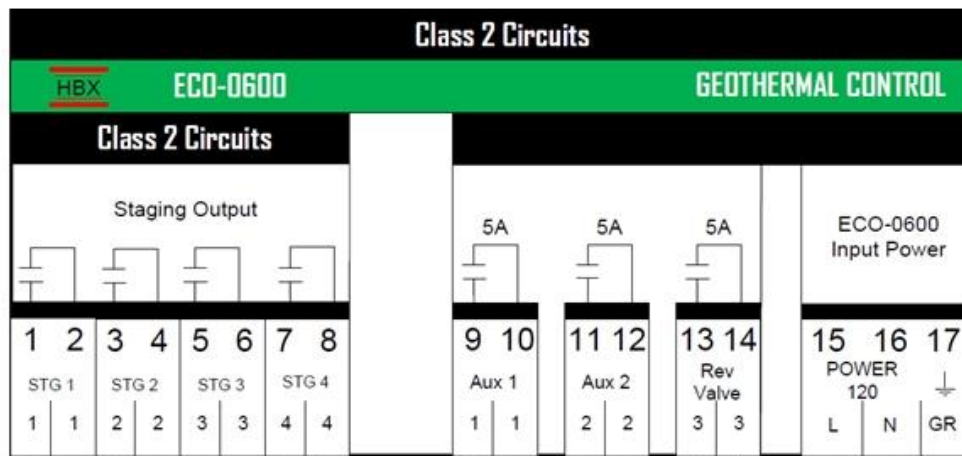 Class 2 Circuits
HBX ECO-0600 GEOTHERMAL CONTROL
Class 2 Circuits
Staging Output
5A 5A 5A
ECO-0600
Input Power
1 2 3 4 5 6 7 8 9 10 11 12 13 14 15 16 17
STG 1 STG 2 STG 3 STG 4 Aux 1 Aux 2 Rev
Valve
POWER
120
1 1 2 2 3 3 4 4 1 1 2 2 3 3 L N GR